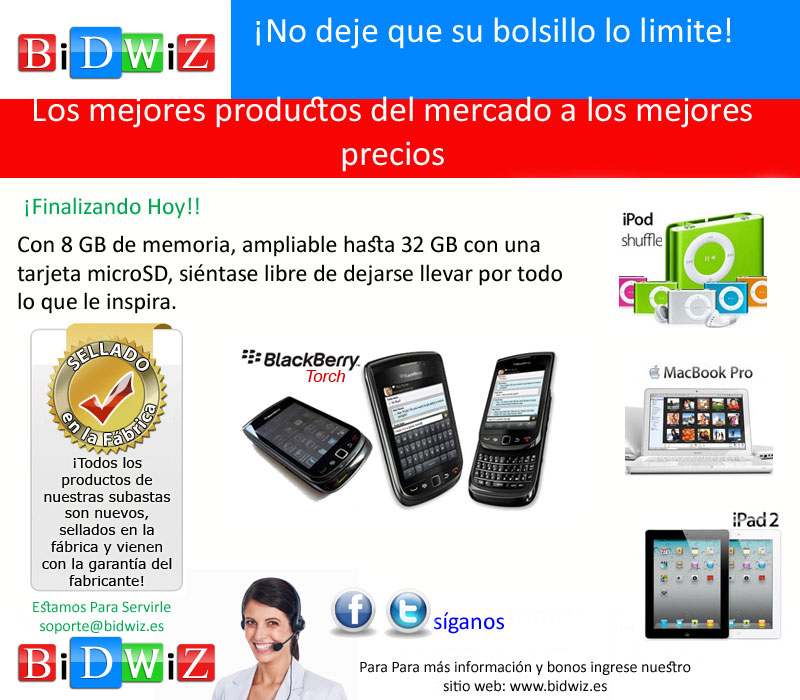 BiDWiZ
¡No deje que su bolsillo lo limite!
Los mejores productos del mercado a los mejores
precios
¡Finalizando Hoy!!
Con 8 GB de memoria, ampliable hasta 32 GB con una
tarjeta microSD, siéntase libre de dejarse llevar por todo
lo que le inspira.
iPod
shuffle
SELLADO
en la Fábrica
¡Todos los
productos de
nuestras subastas
son nuevos,
sellados en la
fábrica y vienen
con la garantía del
fabricante!
BlackBerry
Torch
MacBook Pro
iPad 2
Estamos Para Servirle
soporte@bidwiz.es
BiDWiZ
síganos
Para Para más información y bonos ingrese nuestro
sitio web: www.bidwiz.es